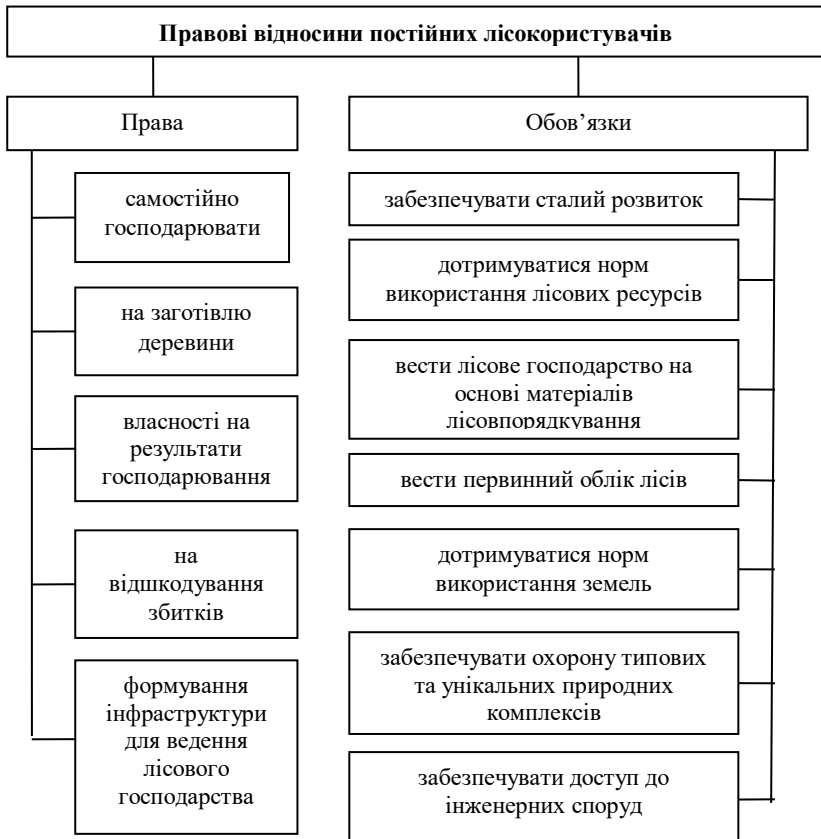 Правові відносини постійних лісокористувачів
Права
самостійно
господарювати
на заготівлю
деревини
власності на
результати
господарювання
на
відшкодування
збитків
формування
інфраструктури
для ведення
лісового
господарства
Обов’язки
забезпечувати сталий розвиток
дотримуватися норм
використання лісових ресурсів
вести лісове господарство на
основі матеріалів
лісовпорядкування
вести первинний облік лісів
дотримуватися норм
використання земель
забезпечувати охорону типових
та унікальних природних
комплексів
забезпечувати доступ до
інженерних споруд